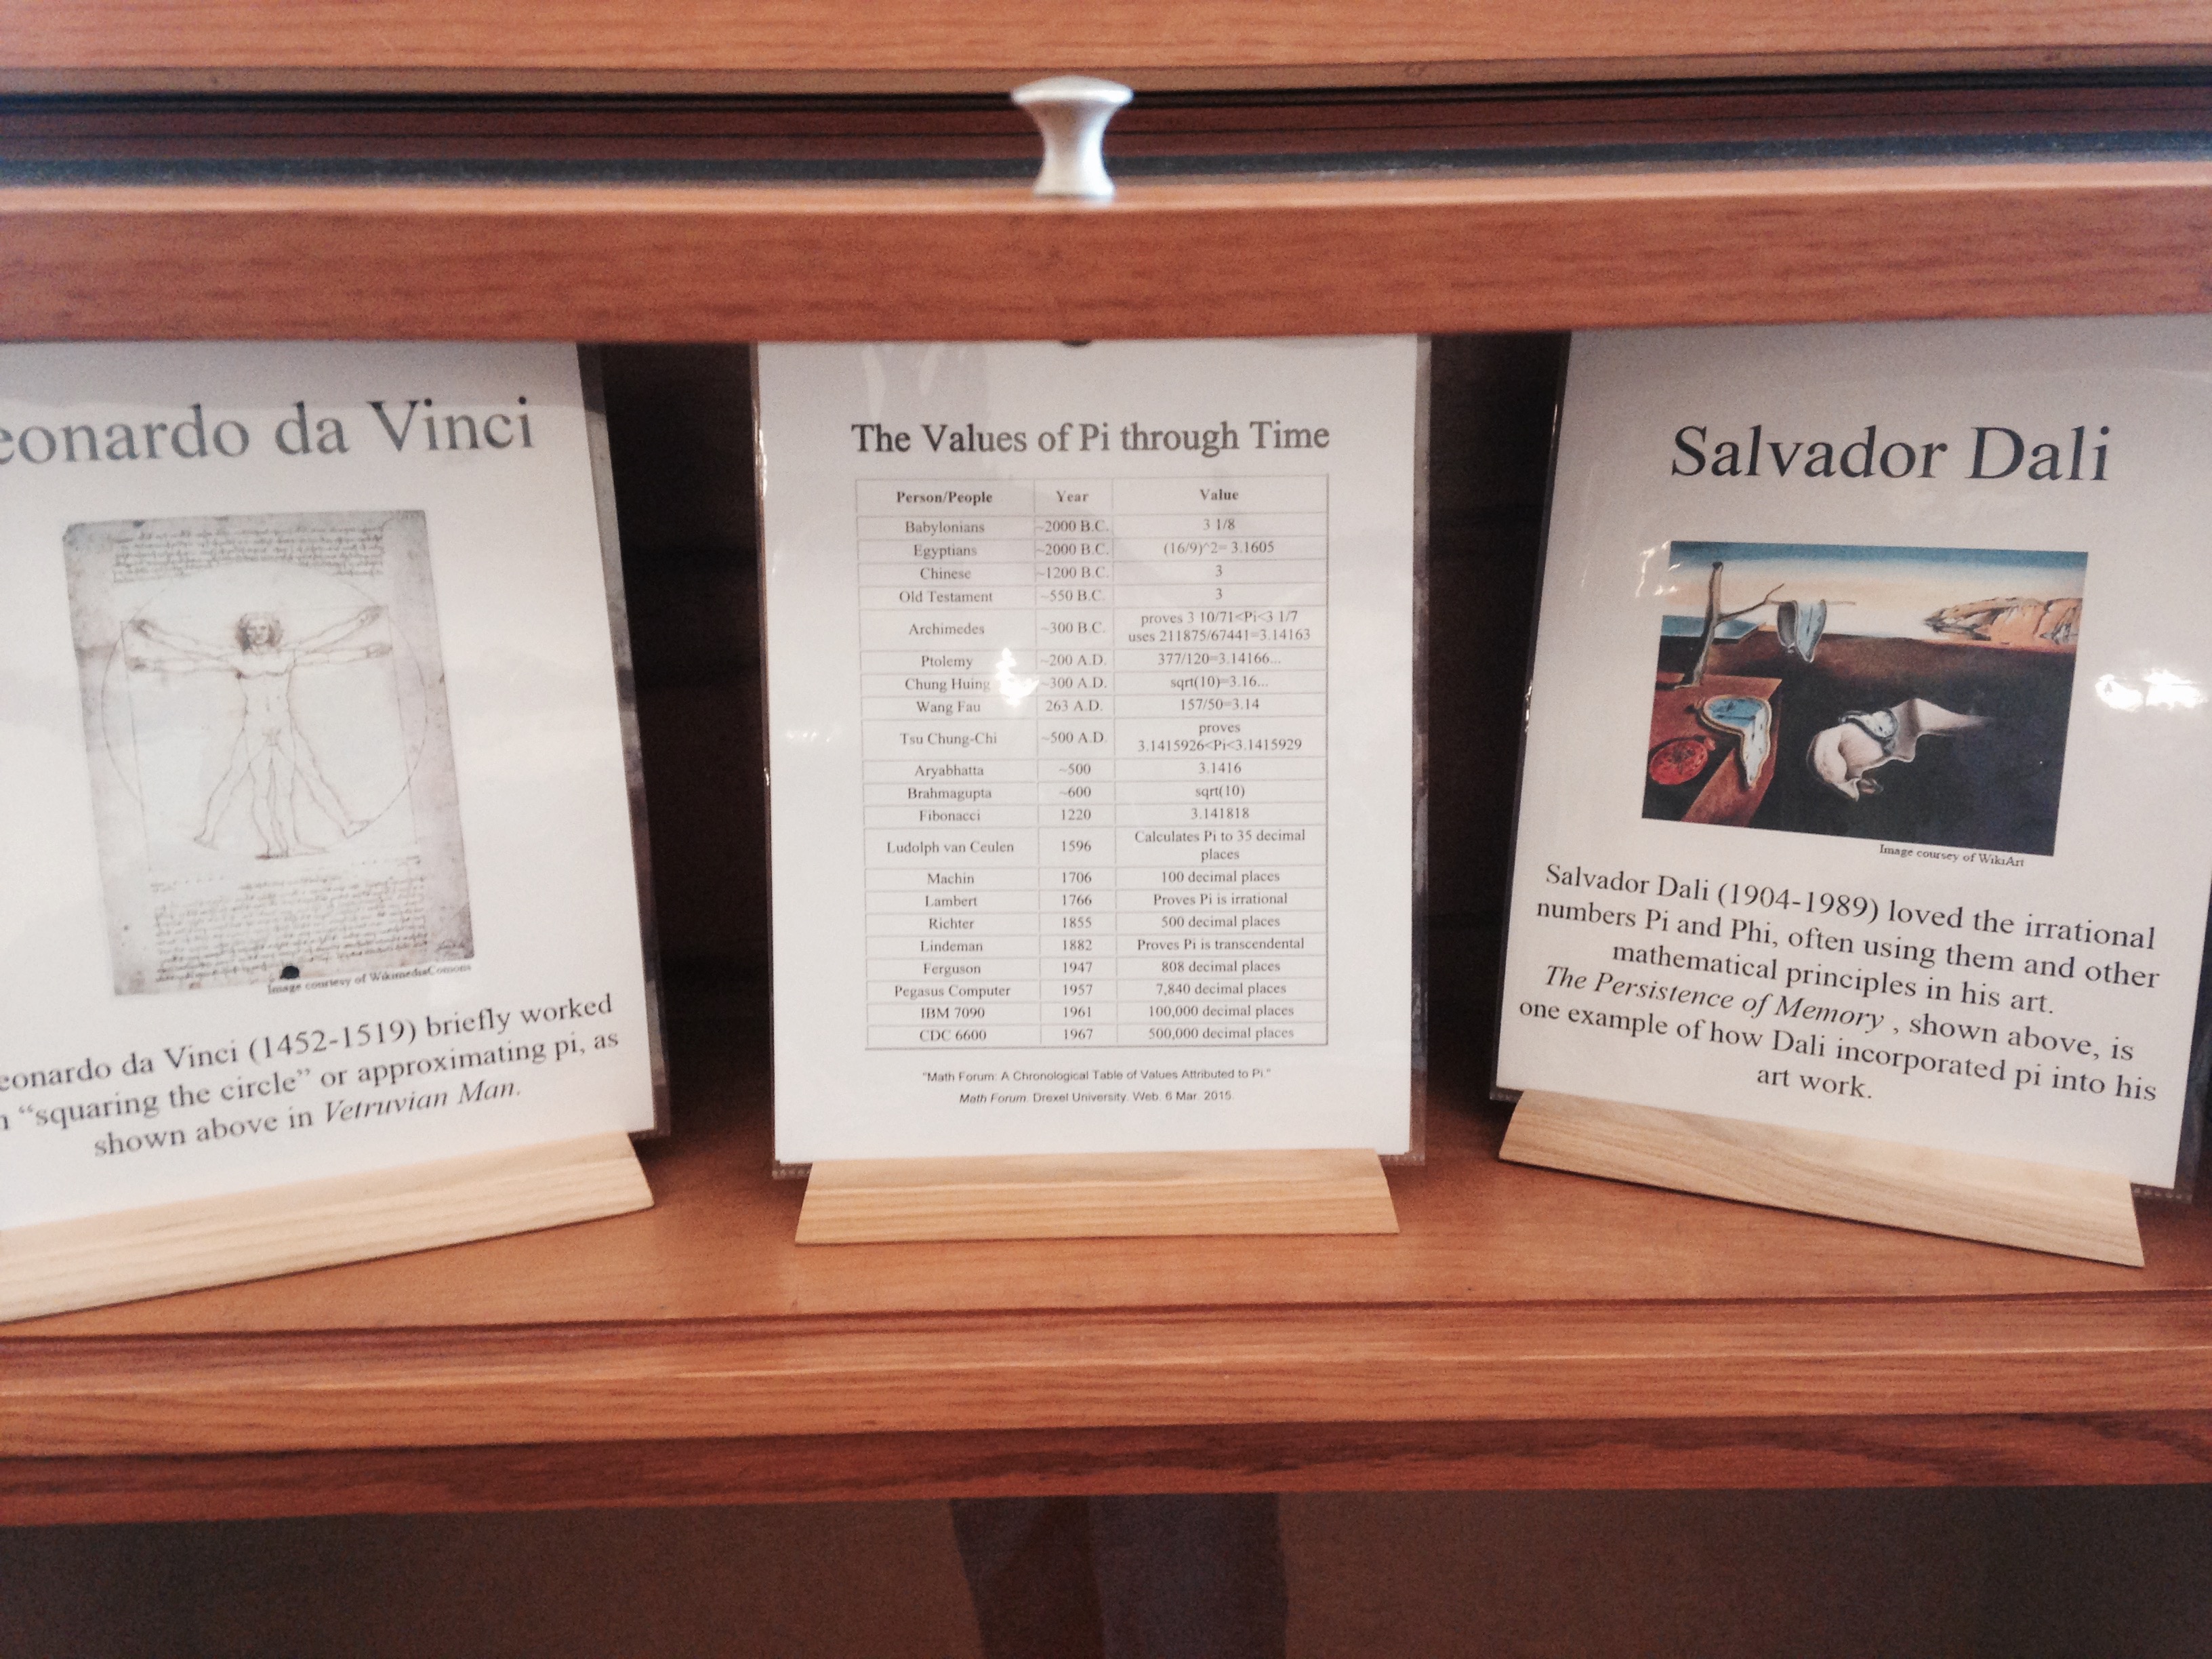 eonardo da Vinci
Image courtesy of WikimediaComons
eonardo da Vinci (1452-1519) briefly worked
"squaring the circle" or approximating pi, as
shown above in Vetruvian Man.
The Values of Pi through Time
Person/People Year Value
Babylonians ~2000 B.C. 3 1/8
Egyptians ~2000 B.C. (16/9)^2= 3.1605
Chinese ~1200 B.C. 3
Old Testament ~550 B.C. 3
Archimedes ~300 B.C. proves 3 10/71<Pi<3 1/7
uses 211875/67441=3.14163
Ptolemy ~200 A.D. 377/120=3.14166...
Chung Huing ~300 A.D. sqrt(10)=3.16...
Wang Fau 263 A.D. 157/50=3.14
Tsu Chung-Chi ~500 A.D. proves
3.1415926<Pi<3.1415929
Aryabhatta ~500 3.1416
Brahmagupta ~600 sqrt(10)
Fibonacci 1220 3.141818
Ludolph van Ceulen 1596 Calculates Pi to 35 decimal
places
Machin 1706 100 decimal places
Lambert 1766 Proves Pi is irrational
Richter 1855 500 decimal places
Lindeman 1882 Proves Pi is transcendental
Ferguson 1947 808 decimal places
Pegasus Computer 1957 7,840 decimal places
IBM 7090 1961 100,000 decimal places
CDC 6600 1967 500,000 decimal places
"Math Forum: A Chronological Table of Values Attributed to Pi."
Math Forum. Drexel University. Web. 6 Mar. 2015.
Salvador Dali
Image coursey of WikiArt
Salvador Dali (1904-1989) loved the irrational
numbers Pi and Phi, often using them and other
mathematical principles in his art.
The Persistence of Memory , shown above, is
one example of how Dali incorporated pi into his
art work.